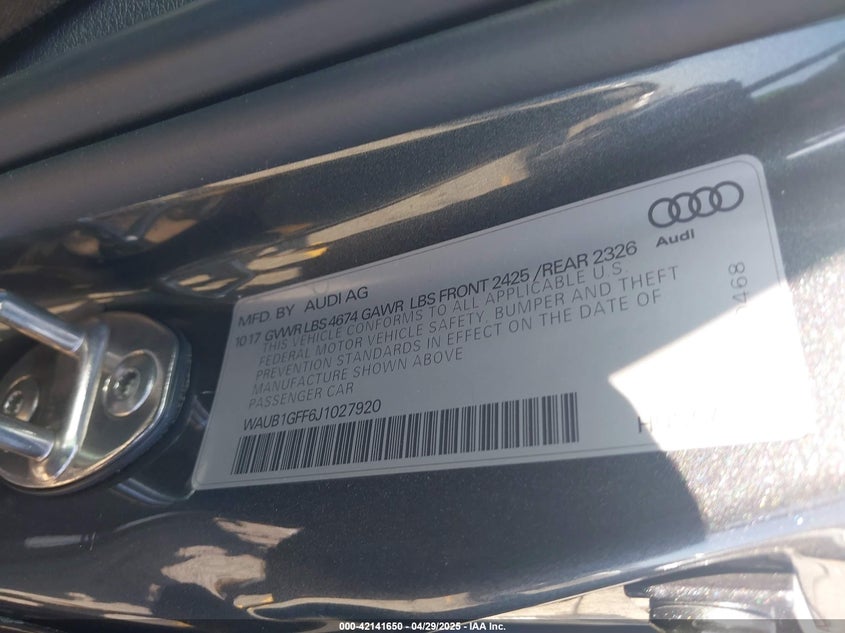 Audi
MFD. BY AUDI AG
1017 GVWR LBS 4674 GAWR LBS FRONT 2425 /REAR 2326
THIS VEHICLE CONFORMS TO ALL APPLICABLE U.S.
FEDERAL MOTOR VEHICLE SAFETY, BUMPER AND THEFT
PREVENTION STANDARDS IN EFFECT ON THE DATE OF
MANUFACTURE SHOWN ABOVE
PASSENGER CAR
WAUB1GFF6J1027920
000-42141650 - 04/29/2025 - IAA Inc.